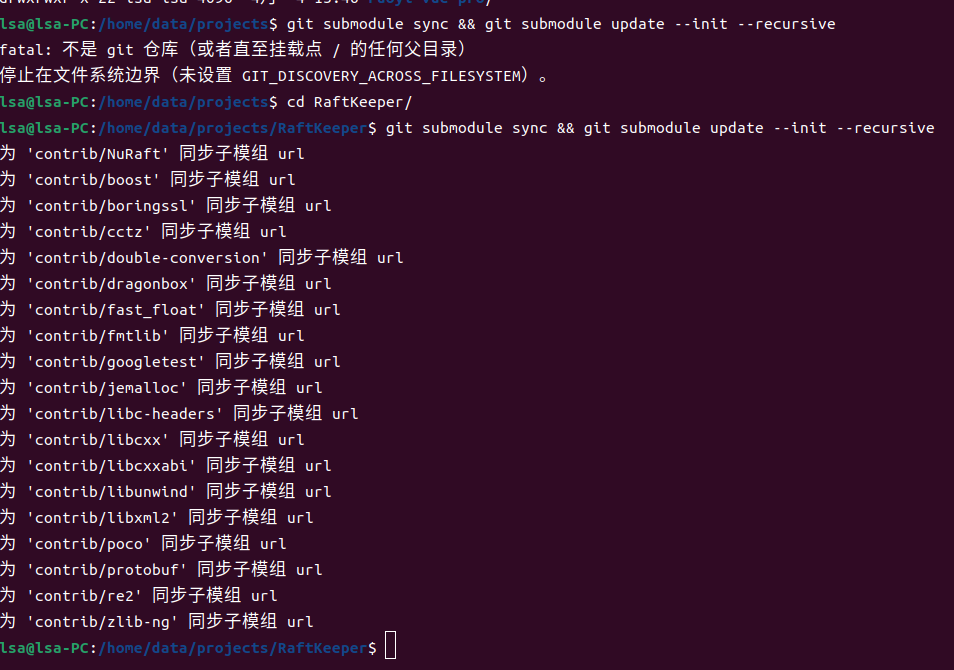 lsa@lsa-PC:/home/data/projects$ git submodule sync && git submodule update --init --recursive
fatal: 不是 git 仓库（或者直至挂载点 / 的任何父目录）
停止在文件系统边界（未设置 GIT_DISCOVERY_ACROSS_FILESYSTEM）。
lsa@lsa-PC:/home/data/projects$ cd RaftKeeper/
lsa@lsa-PC:/home/data/projects/RaftKeeper$ git submodule sync && git submodule update --init --recursive
为 'contrib/NuRaft' 同步子模组 url
为 'contrib/boost' 同步子模组 url
为 'contrib/boringssl' 同步子模组 url
为 'contrib/cctz' 同步子模组 url
为 'contrib/double-conversion' 同步子模组 url
为 'contrib/dragonbox' 同步子模组 url
为 'contrib/fast_float' 同步子模组 url
为 'contrib/fmtlib' 同步子模组 url
为 'contrib/googletest' 同步子模组 url
为 'contrib/jemalloc' 同步子模组 url
为 'contrib/libc-headers' 同步子模组 url
为 'contrib/libcxx' 同步子模组 url
为 'contrib/libcxxabi' 同步子模组 url
为 'contrib/libunwind' 同步子模组 url
为 'contrib/libxml2' 同步子模组 url
为 'contrib/poco' 同步子模组 url
为 'contrib/protobuf' 同步子模组 url
为 'contrib/re2' 同步子模组 url
为 'contrib/zlib-ng' 同步子模组 url
lsa@lsa-PC:/home/data/projects/RaftKeeper$